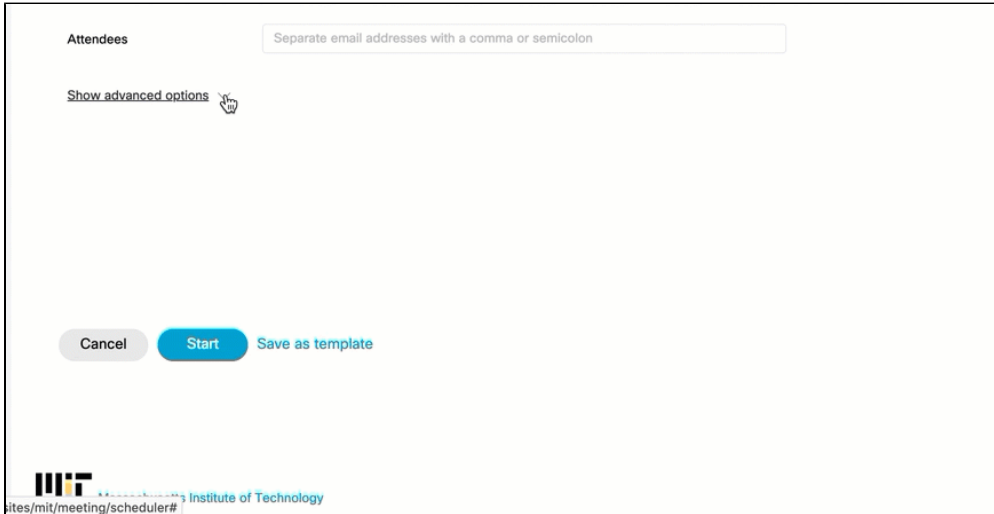 Attendees
Separate email addresses with a comma or semicolon
Show advanced options
Cancel
Start
Save as template
MIT
Institute of Technology
sites/mit/meeting/scheduler#